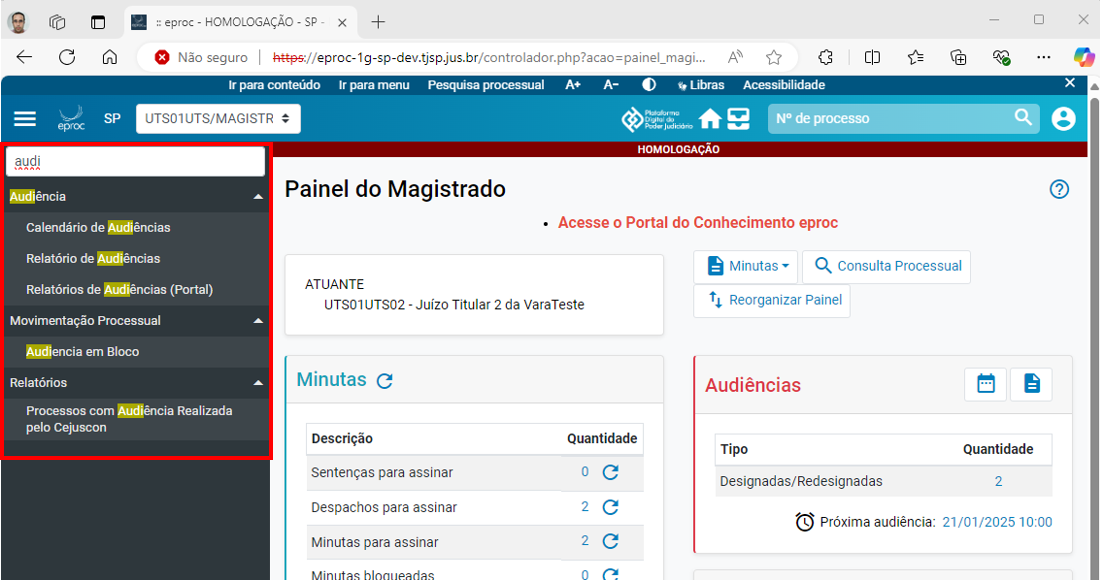 :: eproc - HOMOLOGAÇÃO - SP -
Não seguro
https://eproc-1g-sp-dev.tjsp.jus.br/controlador.php?acao=painel_magi...
Ir para conteúdo Ir para menu Pesquisa processual A+ A- Libras Acessibilidade
eproc SP UTS01UTS/MAGISTR Plataforma Digital do Poder Judiciário Nº de processo
HOMOLOGAÇÃO
audi
Audiência
Calendário de Audiências
Relatório de Audiências
Relatórios de Audiências (Portal)
Movimentação Processual
Audiencia em Bloco
Relatórios
Processos com Audiência Realizada
pelo Cejuscon
Painel do Magistrado
• Acesse o Portal do Conhecimento eproc
ATUANTE
UTS01UTS02 - Juízo Titular 2 da VaraTeste
Minutas Consulta Processual
Reorganizar Painel
Minutas
Descrição Quantidade
Sentenças para assinar 0
Despachos para assinar 2
Minutas para assinar 2
Minutas bloqueadas 0
Audiências
Tipo Quantidade
Designadas/Redesignadas 2
Próxima audiência: 21/01/2025 10:00